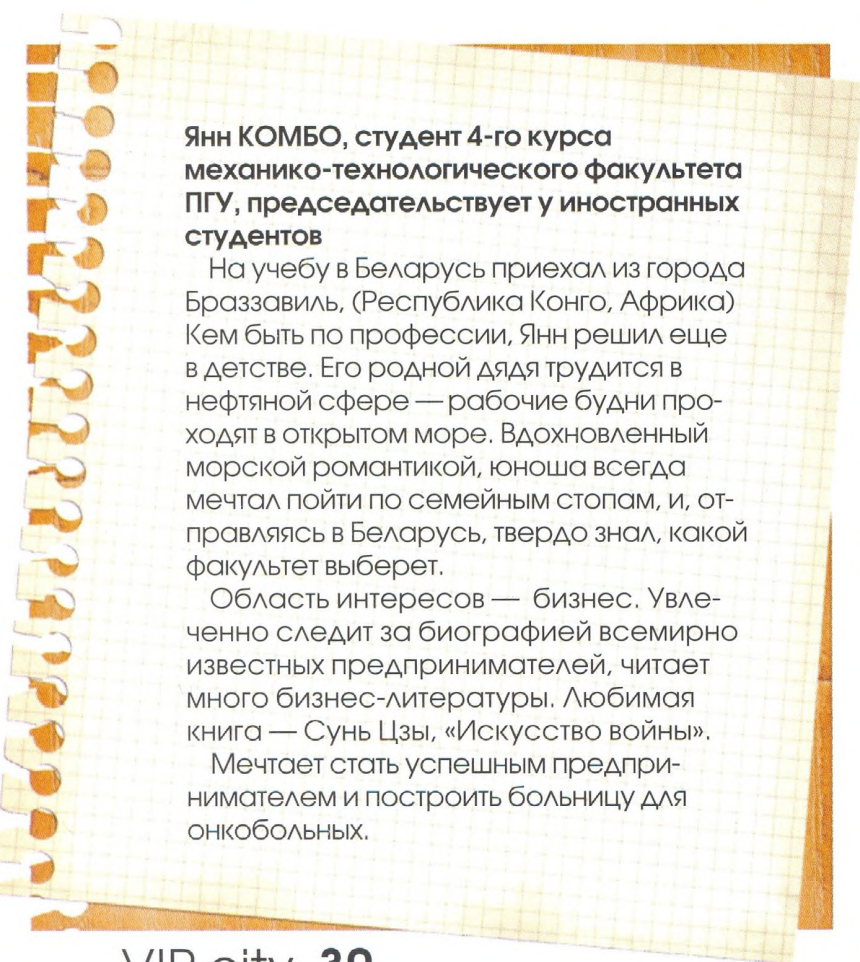 Янн КОМБО, студент 4-го курса
механико-технологического факультета
ПГУ, председательствует у иностранных
студентов
На учебу в Беларусь приехал из города
Браззавиль, (Республика Конго, Африка)
Кем быть по профессии, Янн решил еще
в детстве. Его родной дядя трудится в
нефтяной сфере — рабочие будни про-
ходят в открытом море. Вдохновленный
морской романтикой, юноша всегда
мечтал пойти по семейным стопам, и, от-
правляясь в Беларусь, твердо знал, какой
факультет выберет.
Область интересов — бизнес. Увле-
ченно следит за биографией всемирно
известных предпринимателей, читает
много бизнес-литературы. Любимая
книга — Сунь Цзы, «Искусство войны».
Мечтает стать успешным предпри-
нимателем и построить больницу для
онкобольных.
VIP city 39